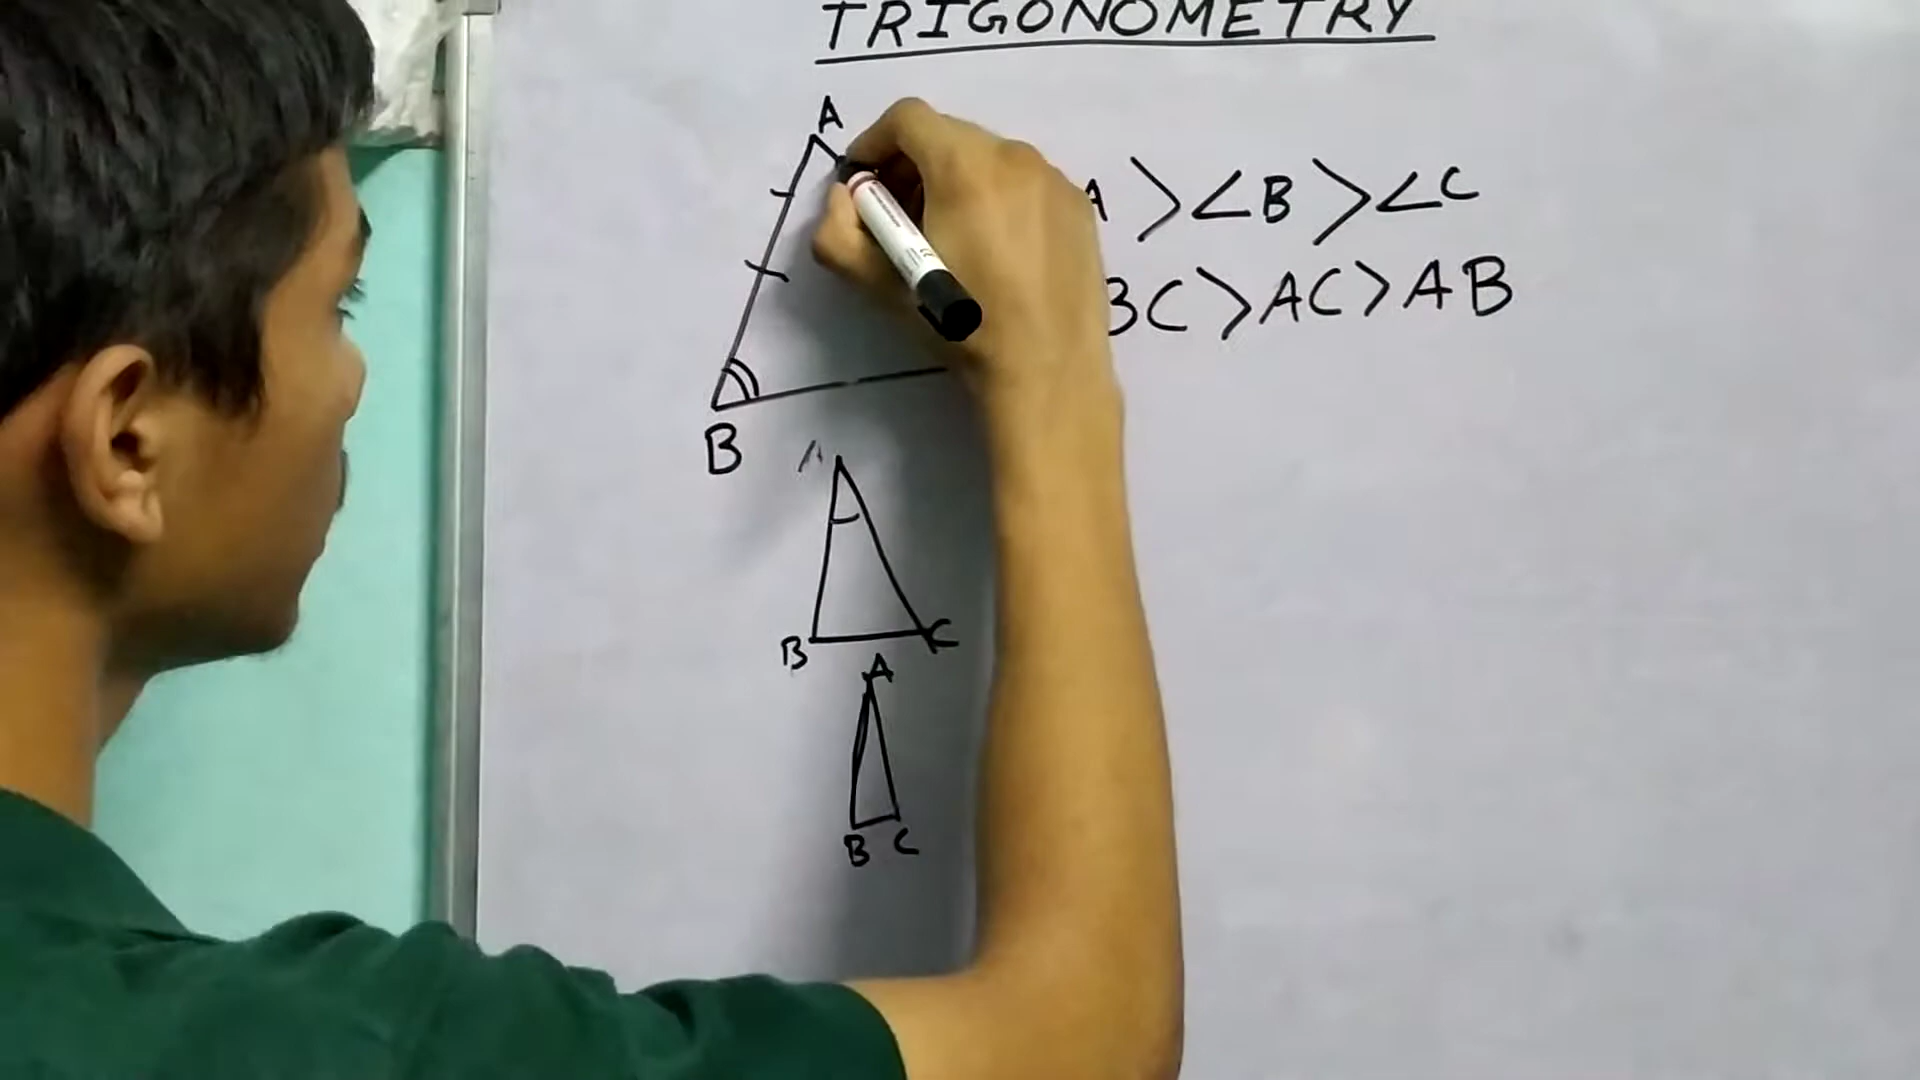 TRIGONOMETRY
A
A > ∠B > ∠C
BC > AC > AB
B
A
B C
A
B C